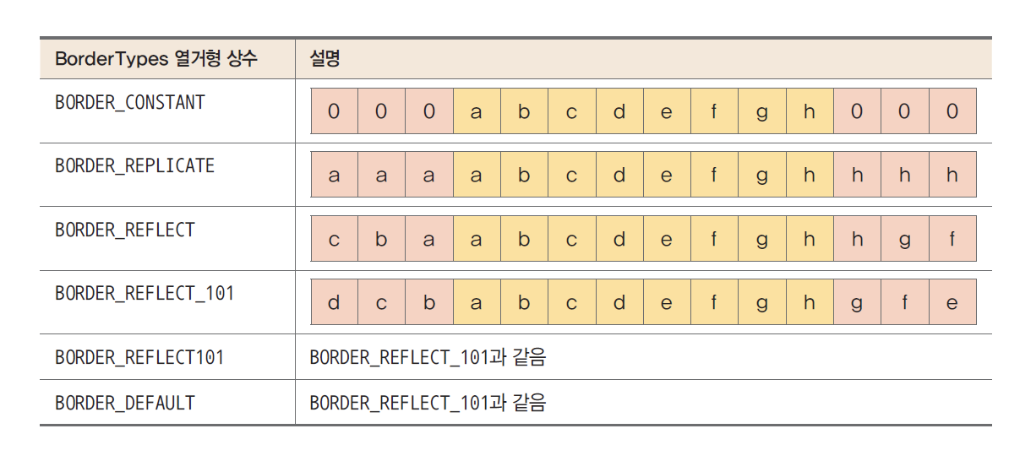 BorderTypes 열거형 상수 설명
BORDER_CONSTANT 0 0 0 a b c d e f g h 0 0 0
BORDER_REPLICATE a a a a b c d e f g h h h h
BORDER_REFLECT c b a a b c d e f g h h g f
BORDER_REFLECT_101 d c b a b c d e f g h g f e
BORDER_REFLECT101 BORDER_REFLECT_101과 같음
BORDER_DEFAULT BORDER_REFLECT_101과 같음